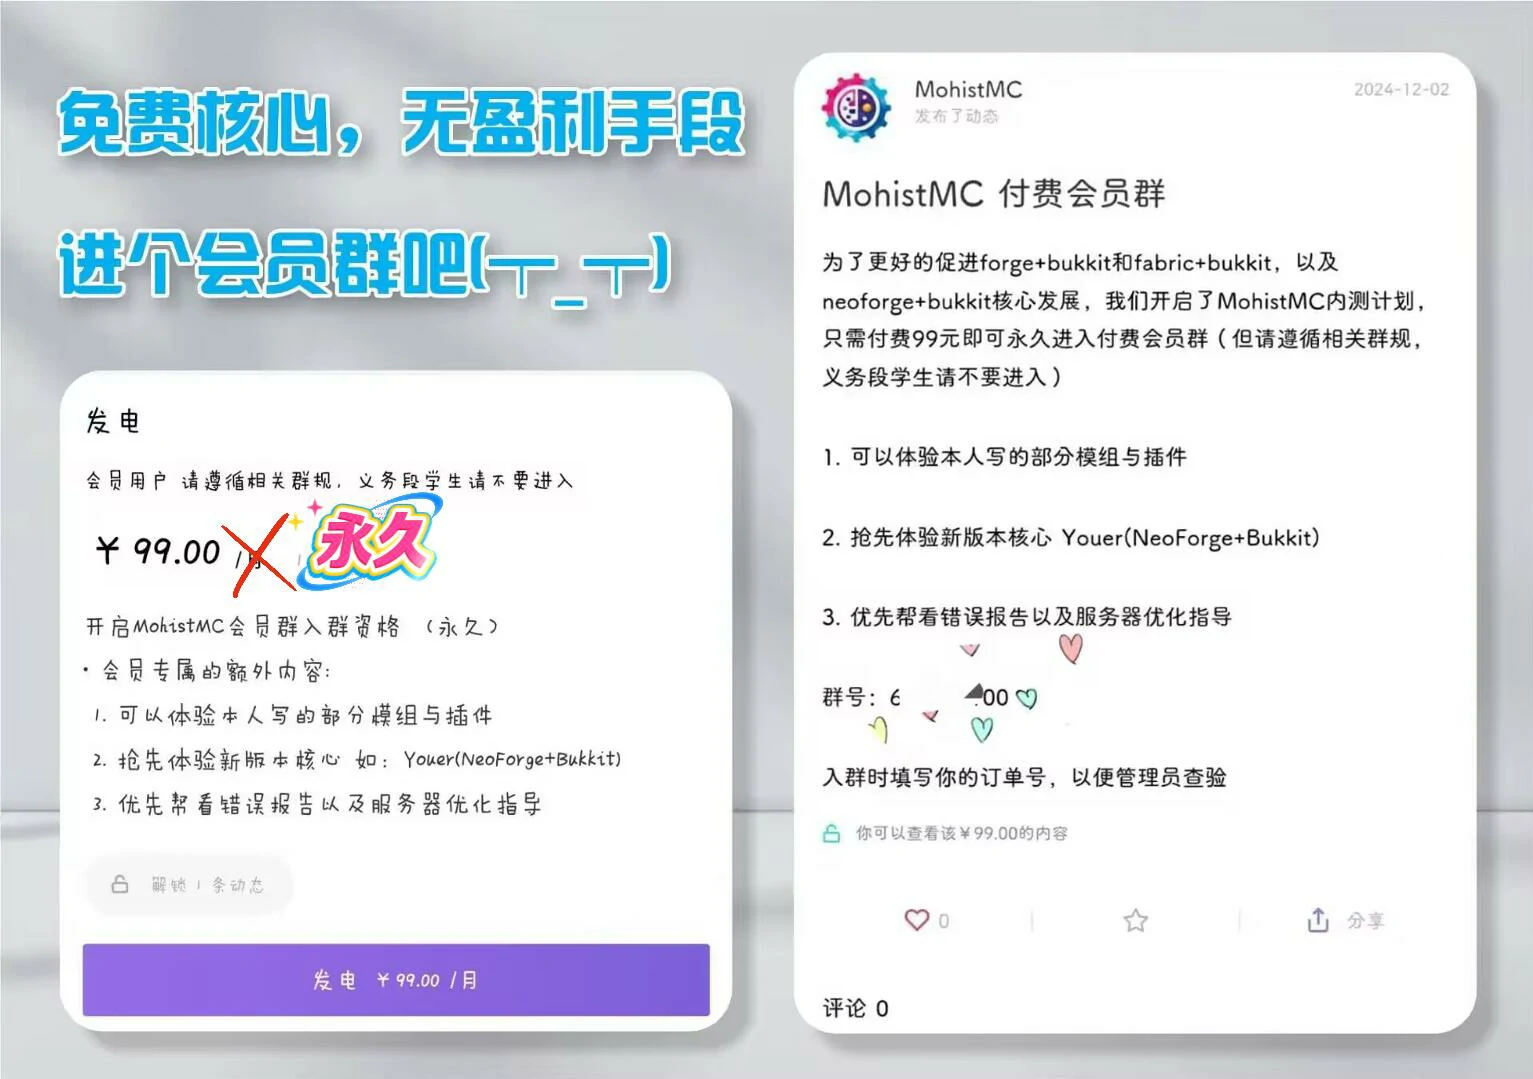 免费核心，无盈利手段
进个会员群吧(┬_┬)
发电
会员用户 请遵循相关群规，义务段学生请不要进入
¥ 99.00 /月
永久
开启MohistMC会员群入群资格 （永久）
· 会员专属的额外内容：
1. 可以体验本人写的部分模组与插件
2. 抢先体验新版本核心 如：Youer(NeoForge+Bukkit)
3. 优先帮看错误报告以及服务器优化指导
解锁 1 条动态
发电 ¥ 99.00 /月
MohistMC
2024-12-02
发布了动态
MohistMC 付费会员群
为了更好的促进forge+bukkit和fabric+bukkit，以及
neoforge+bukkit核心发展，我们开启了MohistMC内测计划，
只需付费99元即可永久进入付费会员群（但请遵循相关群规，
义务段学生请不要进入）
1. 可以体验本人写的部分模组与插件
2. 抢先体验新版本核心 Youer(NeoForge+Bukkit)
3. 优先帮看错误报告以及服务器优化指导
群号：6 00
入群时填写你的订单号，以便管理员查验
你可以查看该¥99.00的内容
0
分享
评论 0